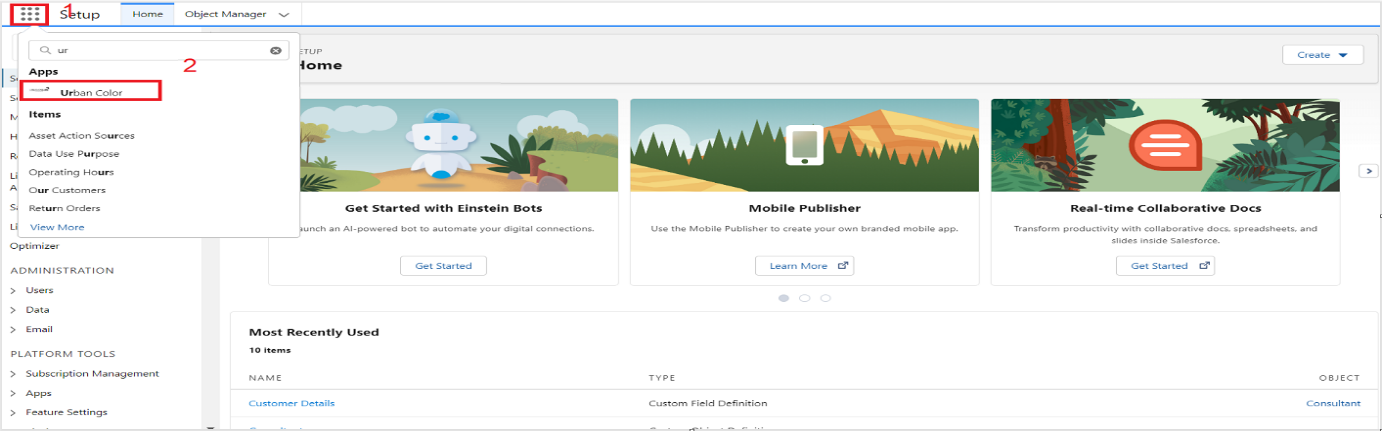 1
Setup
Home
Object Manager
ur
2
Apps
Urban Color
Items
Asset Action Sources
Data Use Purpose
Operating Hours
Our Customers
Return Orders
View More
Optimizer
ADMINISTRATION
Users
Data
Email
PLATFORM TOOLS
Subscription Management
Apps
Feature Settings
ETUP
Home
Create
Get Started with Einstein Bots
unch an AI-powered bot to automate your digital connections.
Get Started
Mobile Publisher
Use the Mobile Publisher to create your own branded mobile app.
Learn More
Real-time Collaborative Docs
Transform productivity with collaborative docs, spreadsheets, and
slides inside Salesforce.
Get Started
Most Recently Used
10 items
NAME TYPE OBJECT
Customer Details Custom Field Definition Consultant